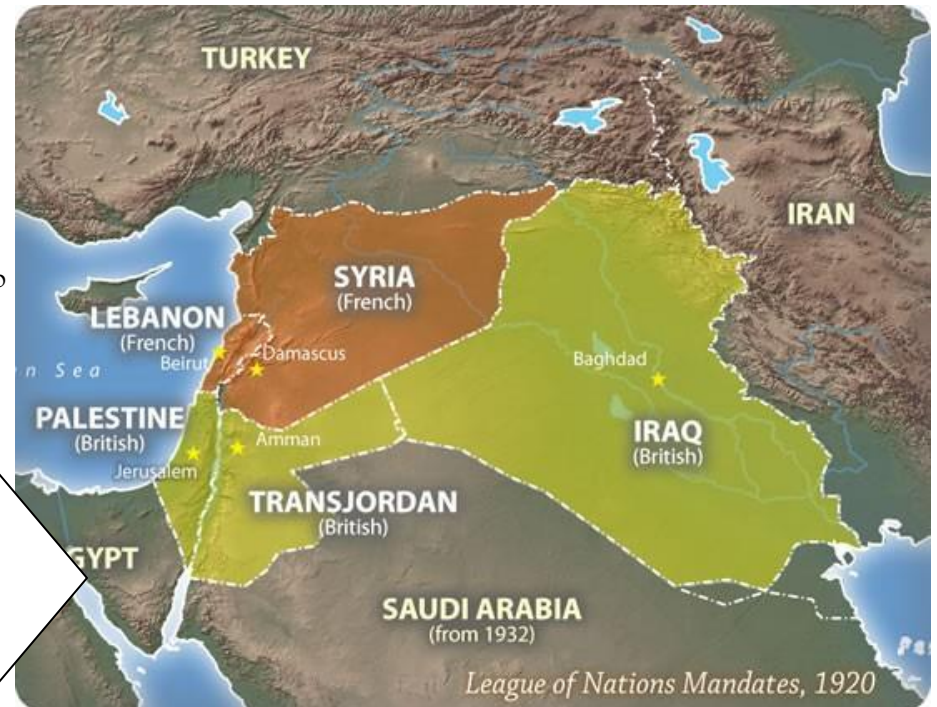 TURKEY
IRAN
SYRIA
(French)
LEBANON
(French)
Beirut
Damascus
Baghdad
n Sea
PALESTINE
(British)
Jerusalem
Amman
IRAQ
(British)
TRANSJORDAN
(British)
GYPT
SAUDI ARABIA
(from 1932)
League of Nations Mandates, 1920